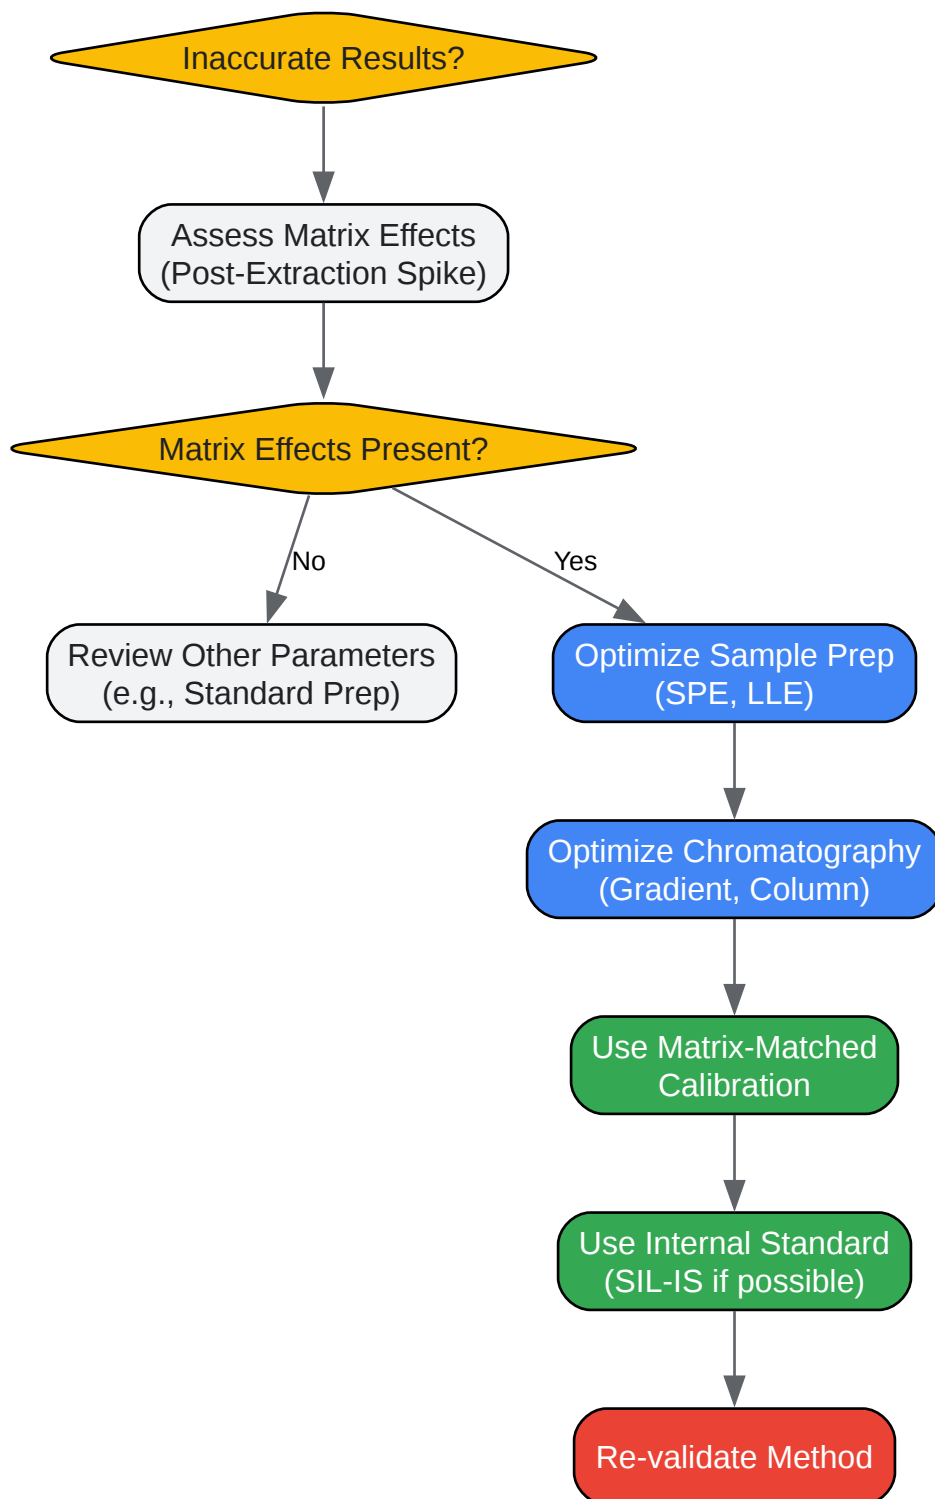 Inaccurate Results?
Assess Matrix Effects
(Post-Extraction Spike)
Matrix Effects Present?
No
Yes
Review Other Parameters
(e.g., Standard Prep)
Optimize Sample Prep
(SPE, LLE)
Optimize Chromatography
(Gradient, Column)
Use Matrix-Matched
Calibration
Use Internal Standard
(SIL-IS if possible)
Re-validate Method